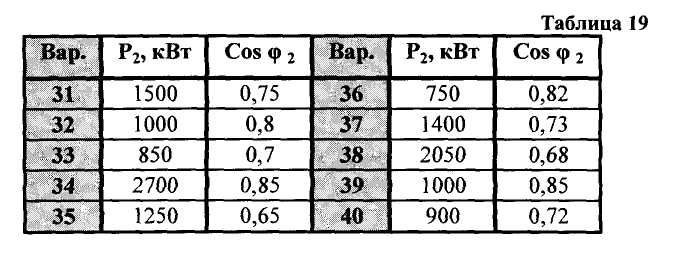 Таблица 19
Вар. P₂, кВт Cos φ ₂ Вар. P₂, кВт Cos φ ₂
31 1500 0,75 36 750 0,82
32 1000 0,8 37 1400 0,73
33 850 0,7 38 2050 0,68
34 2700 0,85 39 1000 0,85
35 1250 0,65 40 900 0,72